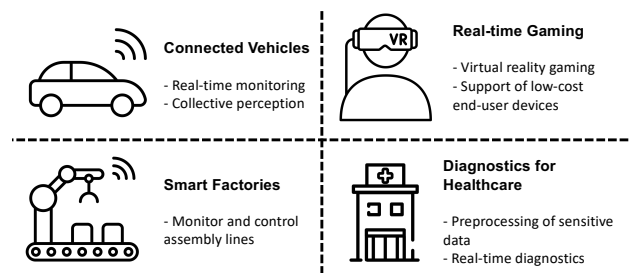 Connected Vehicles
- Real-time monitoring
- Collective perception
VR
Real-time Gaming
- Virtual reality gaming
- Support of low-cost
end-user devices
Smart Factories
- Monitor and control
assembly lines
Diagnostics for
Healthcare
- Preprocessing of sensitive
data
- Real-time diagnostics